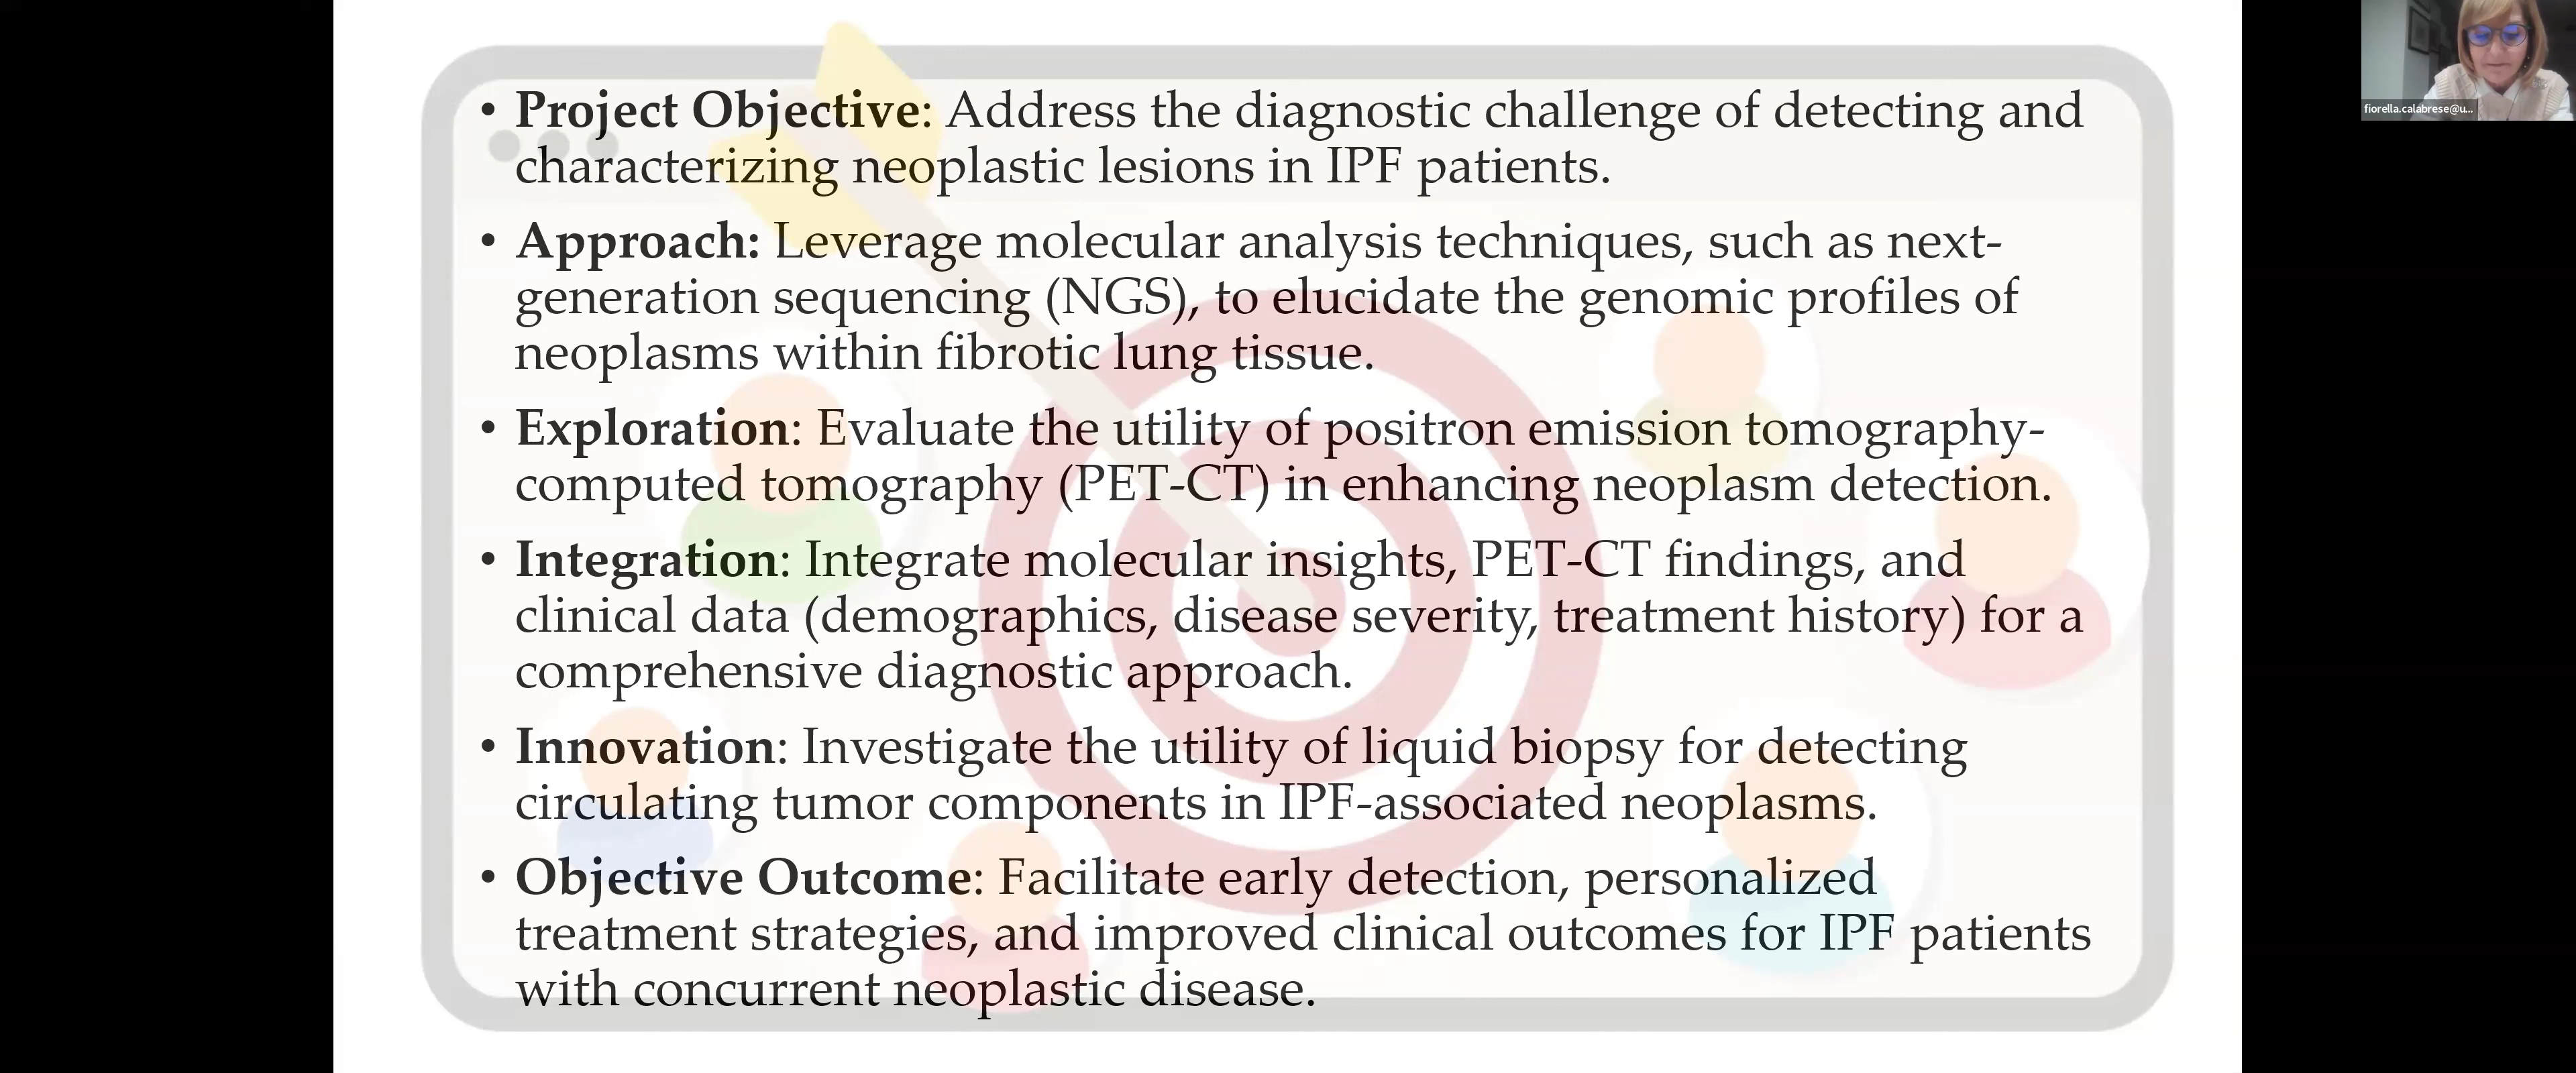 • Project Objective: Address the diagnostic challenge of detecting and
characterizing neoplastic lesions in IPF patients.
• Approach: Leverage molecular analysis techniques, such as next-
generation sequencing (NGS), to elucidate the genomic profiles of
neoplasms within fibrotic lung tissue.
• Exploration: Evaluate the utility of positron emission tomography-
computed tomography (PET-CT) in enhancing neoplasm detection.
• Integration: Integrate molecular insights, PET-CT findings, and
clinical data (demographics, disease severity, treatment history) for a
comprehensive diagnostic approach.
• Innovation: Investigate the utility of liquid biopsy for detecting
circulating tumor components in IPF-associated neoplasms.
• Objective Outcome: Facilitate early detection, personalized
treatment strategies, and improved clinical outcomes for IPF patients
with concurrent neoplastic disease.
fiorella.calabrese@u...